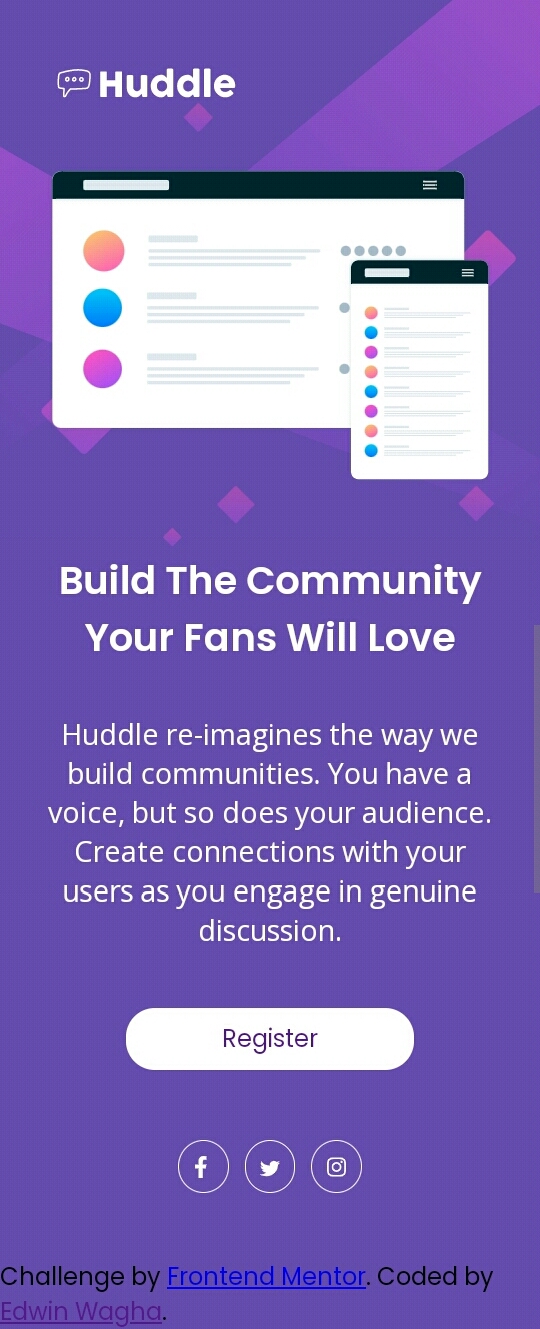 Huddle
Build The Community
Your Fans Will Love
Huddle re-imagines the way we
build communities. You have a
voice, but so does your audience.
Create connections with your
users as you engage in genuine
discussion.
Register
Challenge by Frontend Mentor. Coded by
Edwin Wagha.